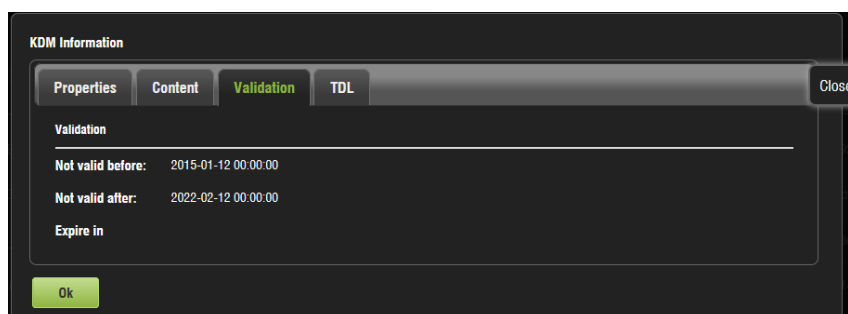 KDM Information
Properties Content Validation TDL
Close
Validation
Not valid before: 2015-01-12 00:00:00
Not valid after: 2022-02-12 00:00:00
Expire in
Ok